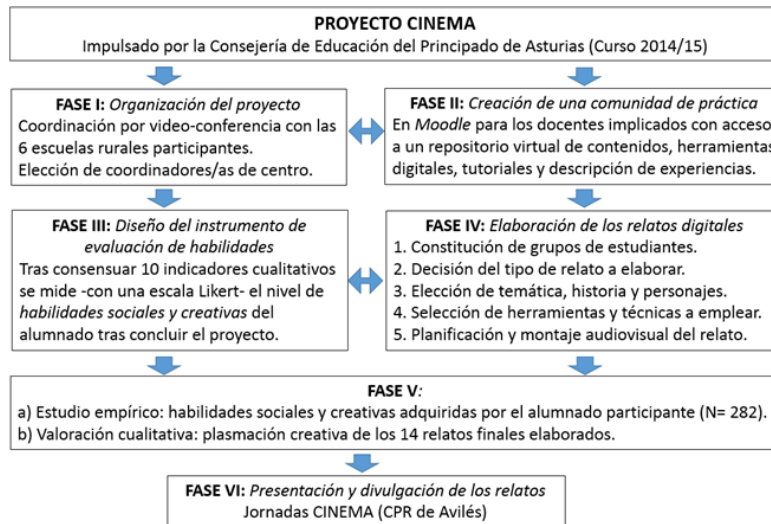 PROYECTO CINEMA
Impulsado por la Consejería de Educación del Principado de Asturias (Curso 2014/15)
FASE I: Organización del proyecto
Coordinación por video-conferencia con las
6 escuelas rurales participantes.
Elección de coordinadores/as de centro.
FASE II: Creación de una comunidad de práctica
En Moodle para los docentes implicados con acceso
a un repositorio virtual de contenidos, herramientas
digitales, tutoriales y descripción de experiencias.
FASE III: Diseño del instrumento de
evaluación de habilidades
Tras consensuar 10 indicadores cualitativos
se mide -con una escala Likert- el nivel de
habilidades sociales y creativas del
alumnado tras concluir el proyecto.
FASE IV: Elaboración de los relatos digitales
1. Constitución de grupos de estudiantes.
2. Decisión del tipo de relato a elaborar.
3. Elección de temática, historia y personajes.
4. Selección de herramientas y técnicas a emplear.
5. Planificación y montaje audiovisual del relato.
FASE V:
a) Estudio empírico: habilidades sociales y creativas adquiridas por el alumnado participante (N= 282).
b) Valoración cualitativa: plasmación creativa de los 14 relatos finales elaborados.
FASE VI: Presentación y divulgación de los relatos
Jornadas CINEMA (CPR de Avilés)